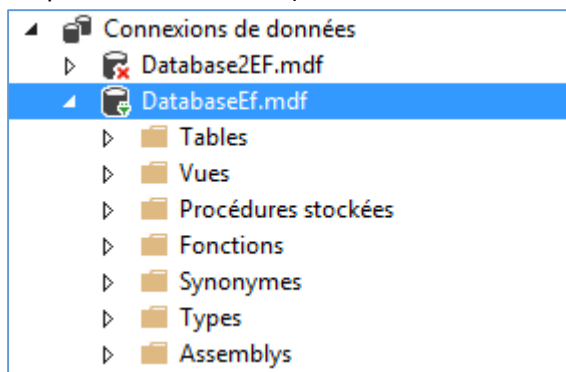 Connexions de données
Database2EF.mdf
DatabaseEf.mdf
Tables
Vues
Procédures stockées
Fonctions
Synonymes
Types
Assemblys